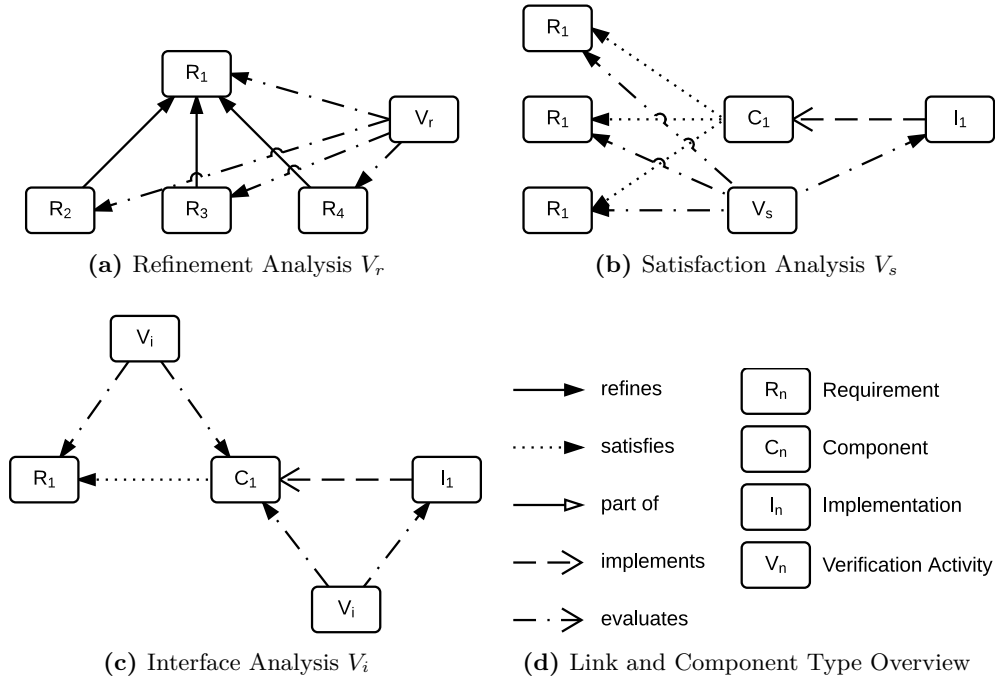 R₁
Vᵣ
R₂ R₃ R₄
(a) Refinement Analysis Vᵣ
R₁
R₁ C₁ I₁
R₁ Vₛ
(b) Satisfaction Analysis Vₛ
Vᵢ
R₁ C₁ I₁
Vᵢ
(c) Interface Analysis Vᵢ
refines Rₙ Requirement
satisfies Cₙ Component
part of Iₙ Implementation
implements Vₙ Verification Activity
evaluates
(d) Link and Component Type Overview